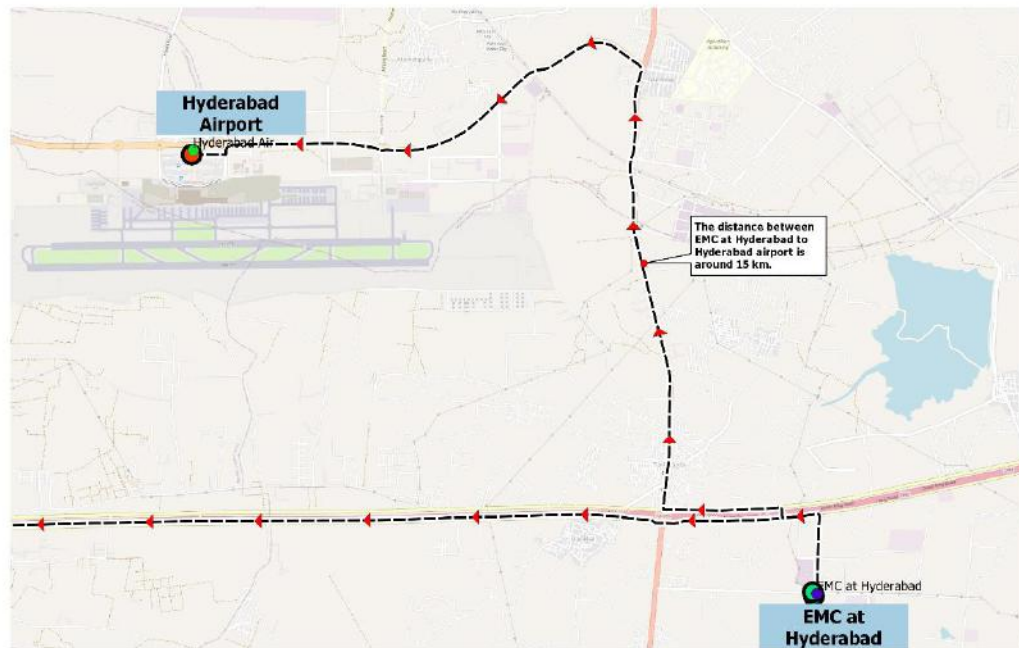 Hyderabad
Airport
Hyderabad Air
The distance between
EMC at Hyderabad to
Hyderabad airport is
around 15 km.
EMC at Hyderabad
EMC at
Hyderabad